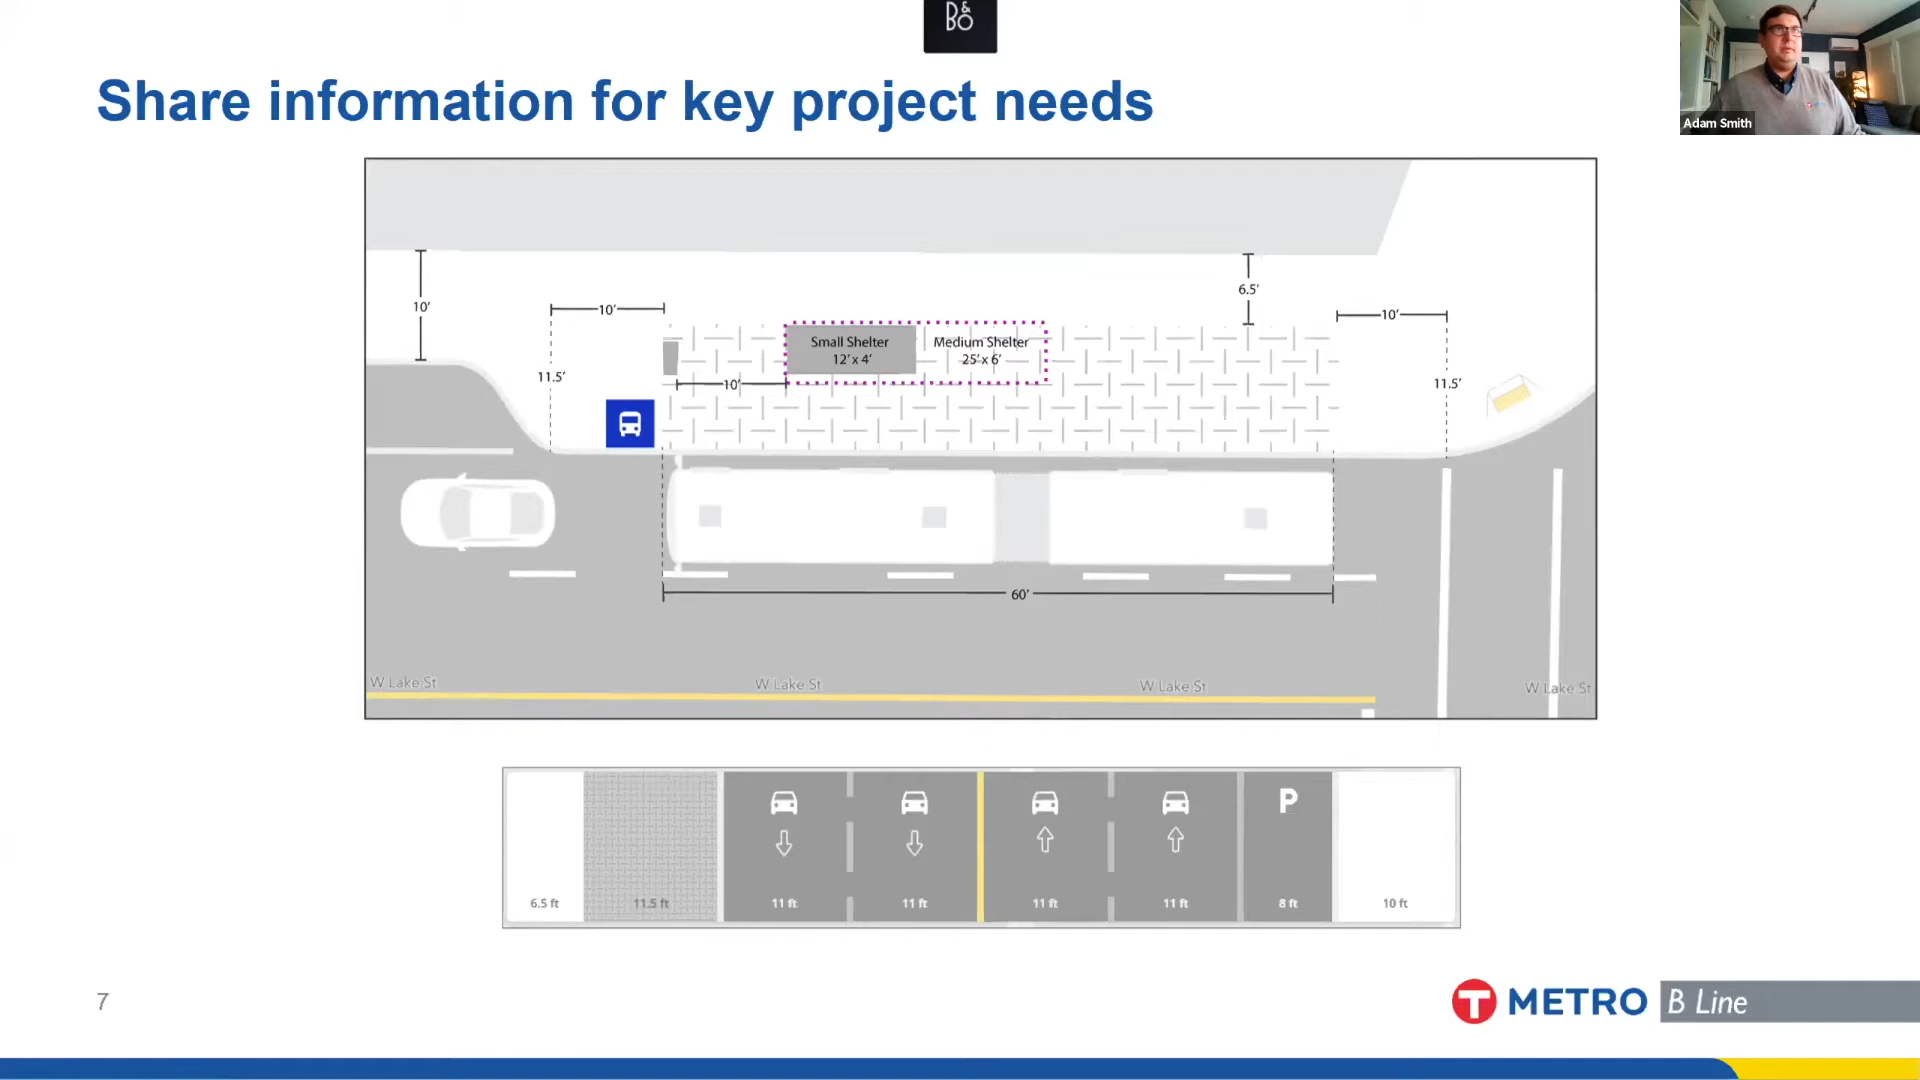 B&O
Share information for key project needs
Adam Smith
10'
10'
6.5'
10'
11.5'
Small Shelter
12' x 4'
Medium Shelter
25' x 6'
10'
11.5'
60'
W Lake St
W Lake St
W Lake St
W Lake St
P
6.5 ft
11.5 ft
11 ft
11 ft
11 ft
11 ft
8 ft
10 ft
7
T METRO B Line